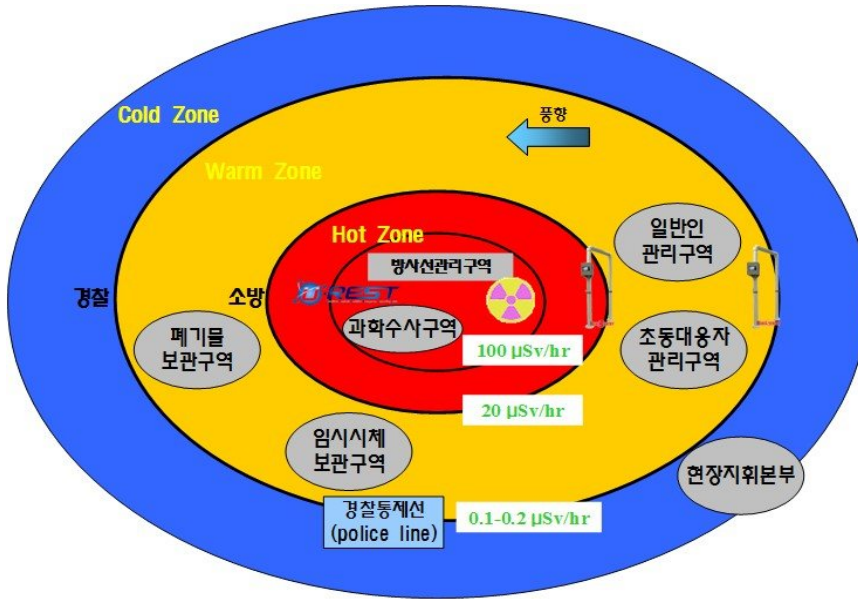 풍향
Cold Zone
Warm Zone
Hot Zone
일반인
관리구역
방사선관리구역
경찰
소방
REST
과학수사구역
초동대응자
관리구역
폐기물
보관구역
100 μSv/hr
20 μSv/hr
임시시체
보관구역
현장지휘본부
경찰통제선
(police line)
0.1-0.2 μSv/hr